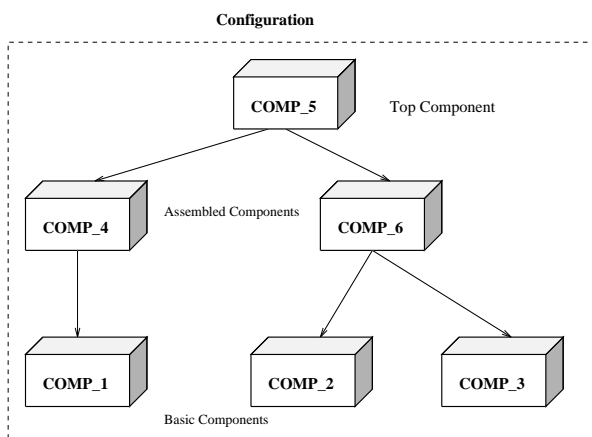 Configuration
COMP_5
Top Component
COMP_4
Assembled Components
COMP_6
COMP_1
COMP_2
COMP_3
Basic Components